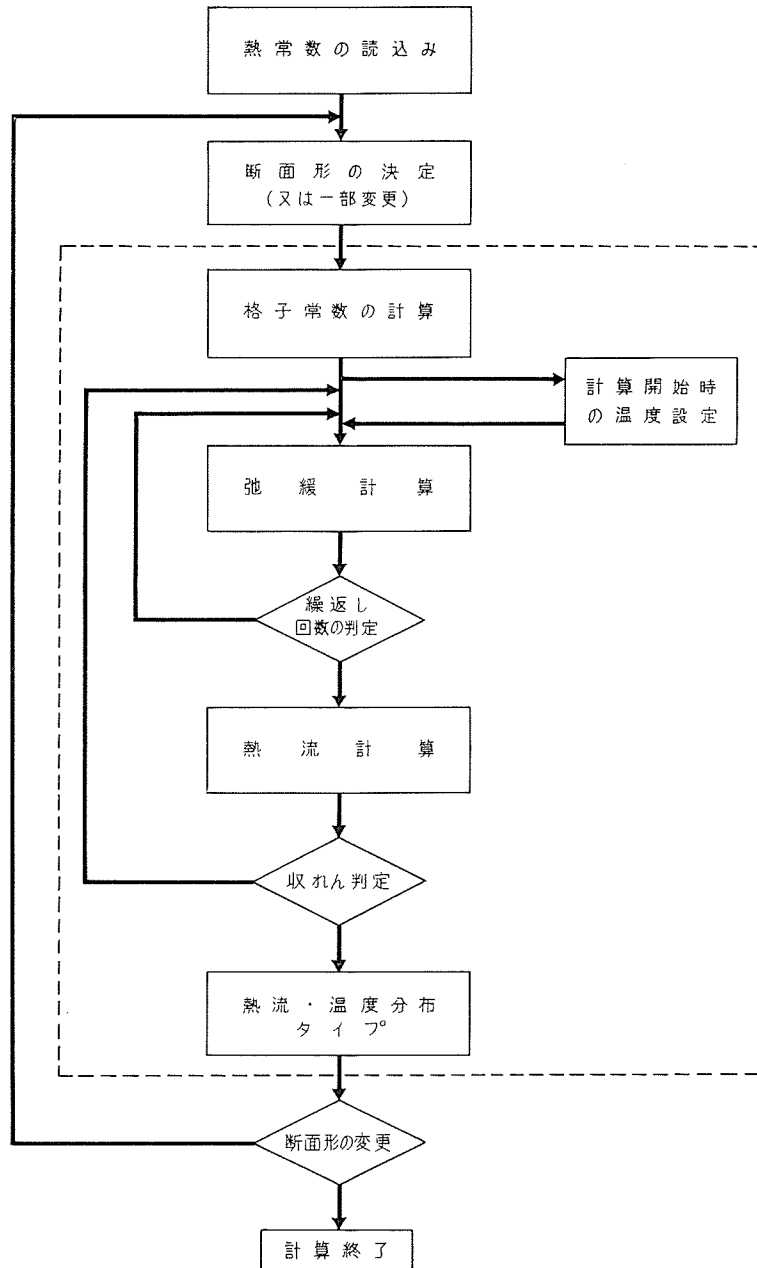 熱常数の読込み
断面形の決定
(又は一部変更)
格子常数の計算
計算開始時
の温度設定
弛緩計算
繰返し
回数の判定
熱流計算
収れん判定
熱流・温度分布
タイプ
断面形の変更
計算終了